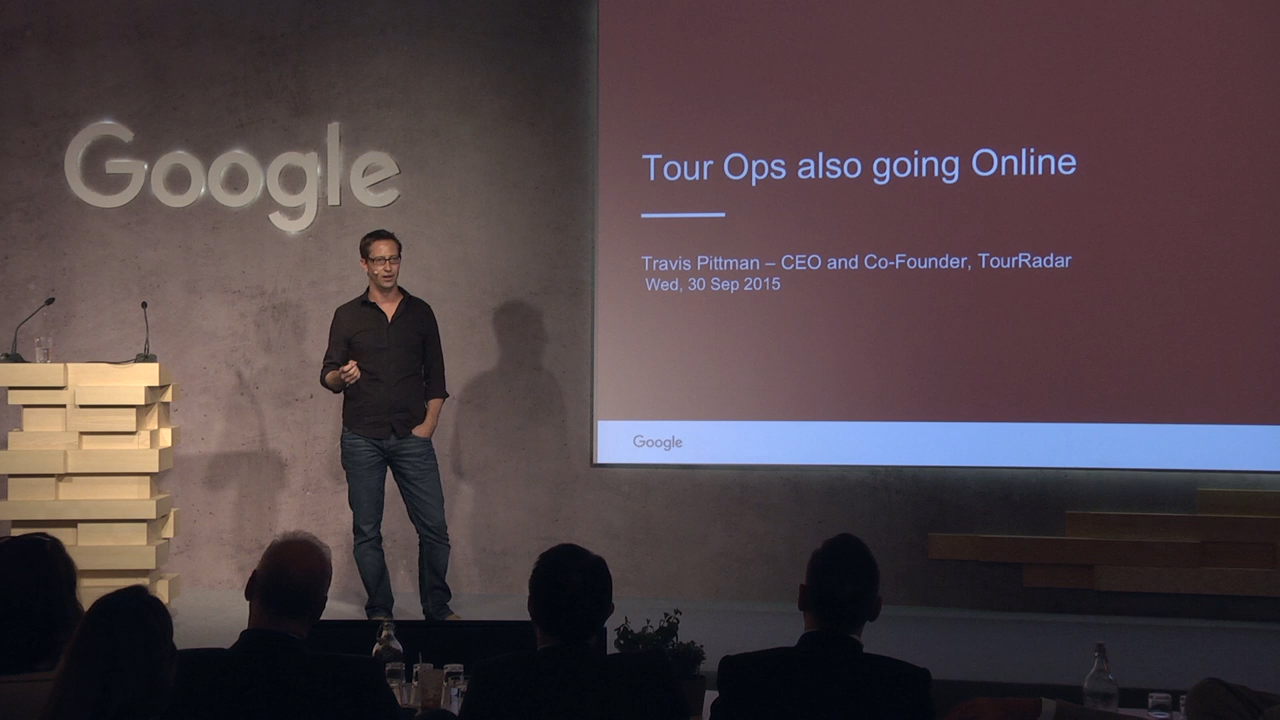 Google
Tour Ops also going Online
Travis Pittman – CEO and Co-Founder, TourRadar
Wed, 30 Sep 2015
Google